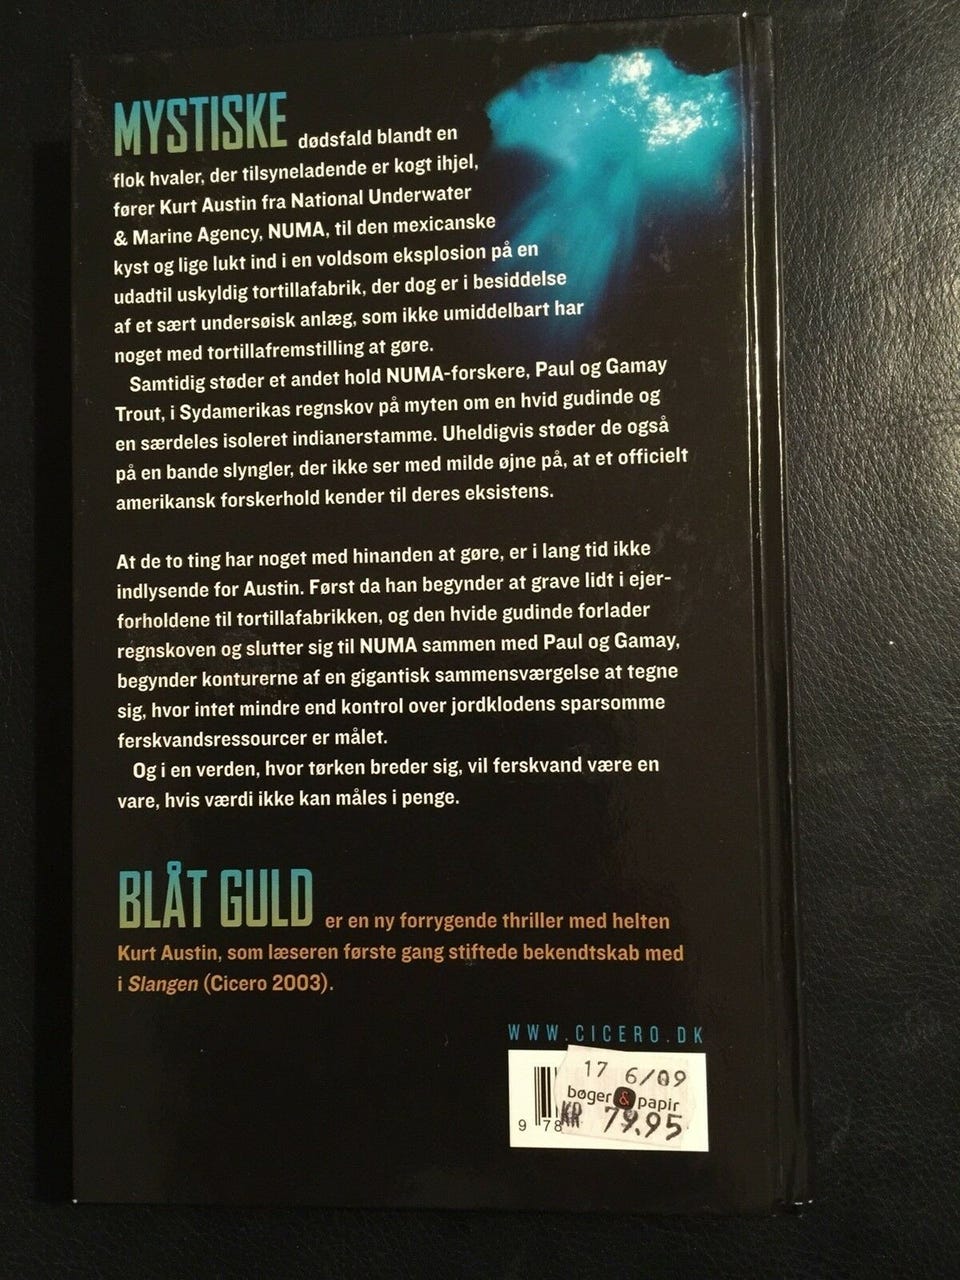 MYSTISKE dødsfald blandt en
flok hvaler, der tilsyneladende er kogt ihjel,
fører Kurt Austin fra National Underwater
& Marine Agency, NUMA, til den mexicanske
kyst og lige lukt ind i en voldsom eksplosion på en
udadtil uskyldig tortillafabrik, der dog er i besiddelse
af et sært undersøisk anlæg, som ikke umiddelbart har
noget med tortillafremstilling at gøre.
Samtidig støder et andet hold NUMA-forskere, Paul og Gamay
Trout, i Sydamerikas regnskov på myten om en hvid gudinde og
en særdeles isoleret indianerstamme. Uheldigvis støder de også
på en bande slyngler, der ikke ser med milde øjne på, at et officielt
amerikansk forskerhold kender til deres eksistens.
At de to ting har noget med hinanden at gøre, er i lang tid ikke
indlysende for Austin. Først da han begynder at grave lidt i ejer-
forholdene til tortillafabrikken, og den hvide gudinde forlader
regnskoven og slutter sig til NUMA sammen med Paul og Gamay,
begynder konturerne af en gigantisk sammensværgelse at tegne
sig, hvor intet mindre end kontrol over jordklodens sparsomme
ferskvandsressourcer er målet.
Og i en verden, hvor tørken breder sig, vil ferskvand være en
vare, hvis værdi ikke kan måles i penge.
BLÅT GULD er en ny forrygende thriller med helten
Kurt Austin, som læseren første gang stiftede bekendtskab med
i Slangen (Cicero 2003).
WWW.CICERO.DK
17 6/09
bøger & papir
KR 79.95
9 78